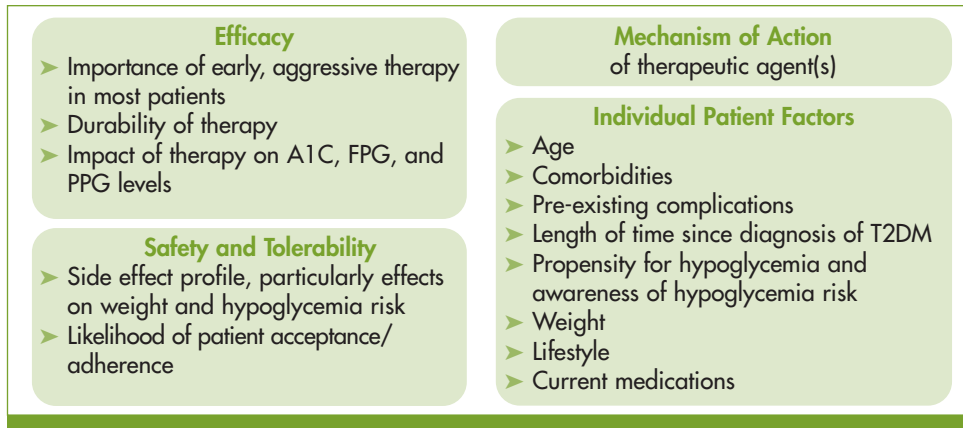 Efficacy
➤ Importance of early, aggressive therapy
in most patients
➤ Durability of therapy
➤ Impact of therapy on A1C, FPG, and
PPG levels
Safety and Tolerability
➤ Side effect profile, particularly effects
on weight and hypoglycemia risk
➤ Likelihood of patient acceptance/
adherence
Mechanism of Action
of therapeutic agent(s)
Individual Patient Factors
➤ Age
➤ Comorbidities
➤ Pre-existing complications
➤ Length of time since diagnosis of T2DM
➤ Propensity for hypoglycemia and
awareness of hypoglycemia risk
➤ Weight
➤ Lifestyle
➤ Current medications